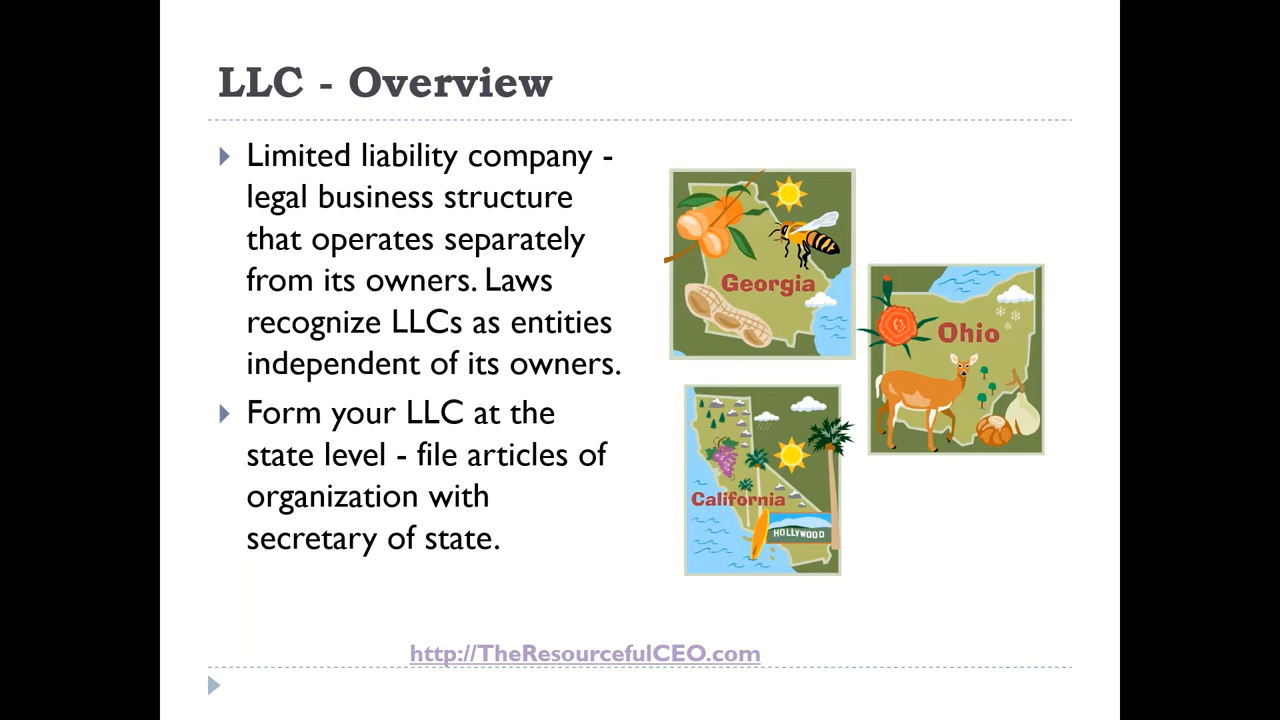 LLC - Overview
Limited liability company -
legal business structure
that operates separately
from its owners. Laws
recognize LLCs as entities
independent of its owners.
Form your LLC at the
state level - file articles of
organization with
secretary of state.
Georgia
Ohio
California
HOLLYWOOD
http://TheResourcefulCEO.com